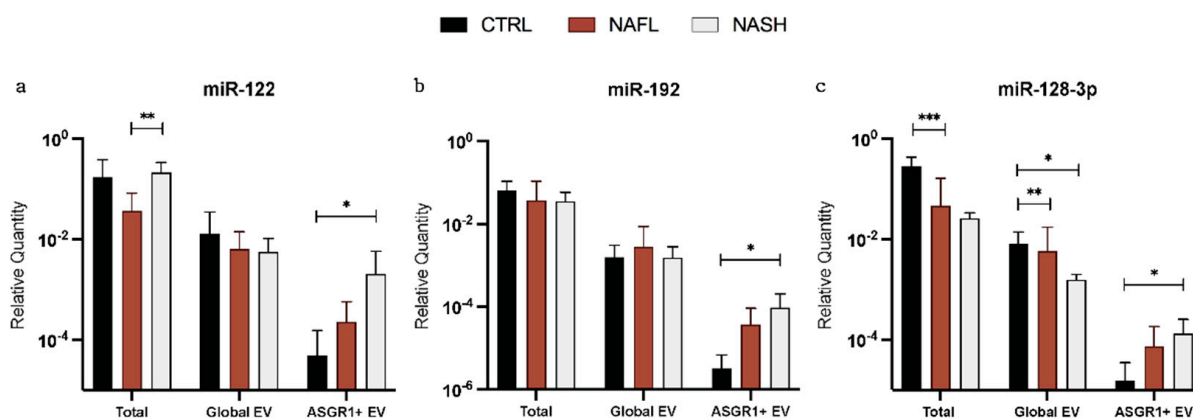 CTRL NAFL NASH
a miR-122
**
*
Relative Quantity
10^0
10^-2
10^-4
Total Global EV ASGR1+ EV
b miR-192
*
Relative Quantity
10^0
10^-2
10^-4
10^-6
Total Global EV ASGR1+ EV
c miR-128-3p
***
*
**
*
Relative Quantity
10^0
10^-2
10^-4
Total Global EV ASGR1+ EV